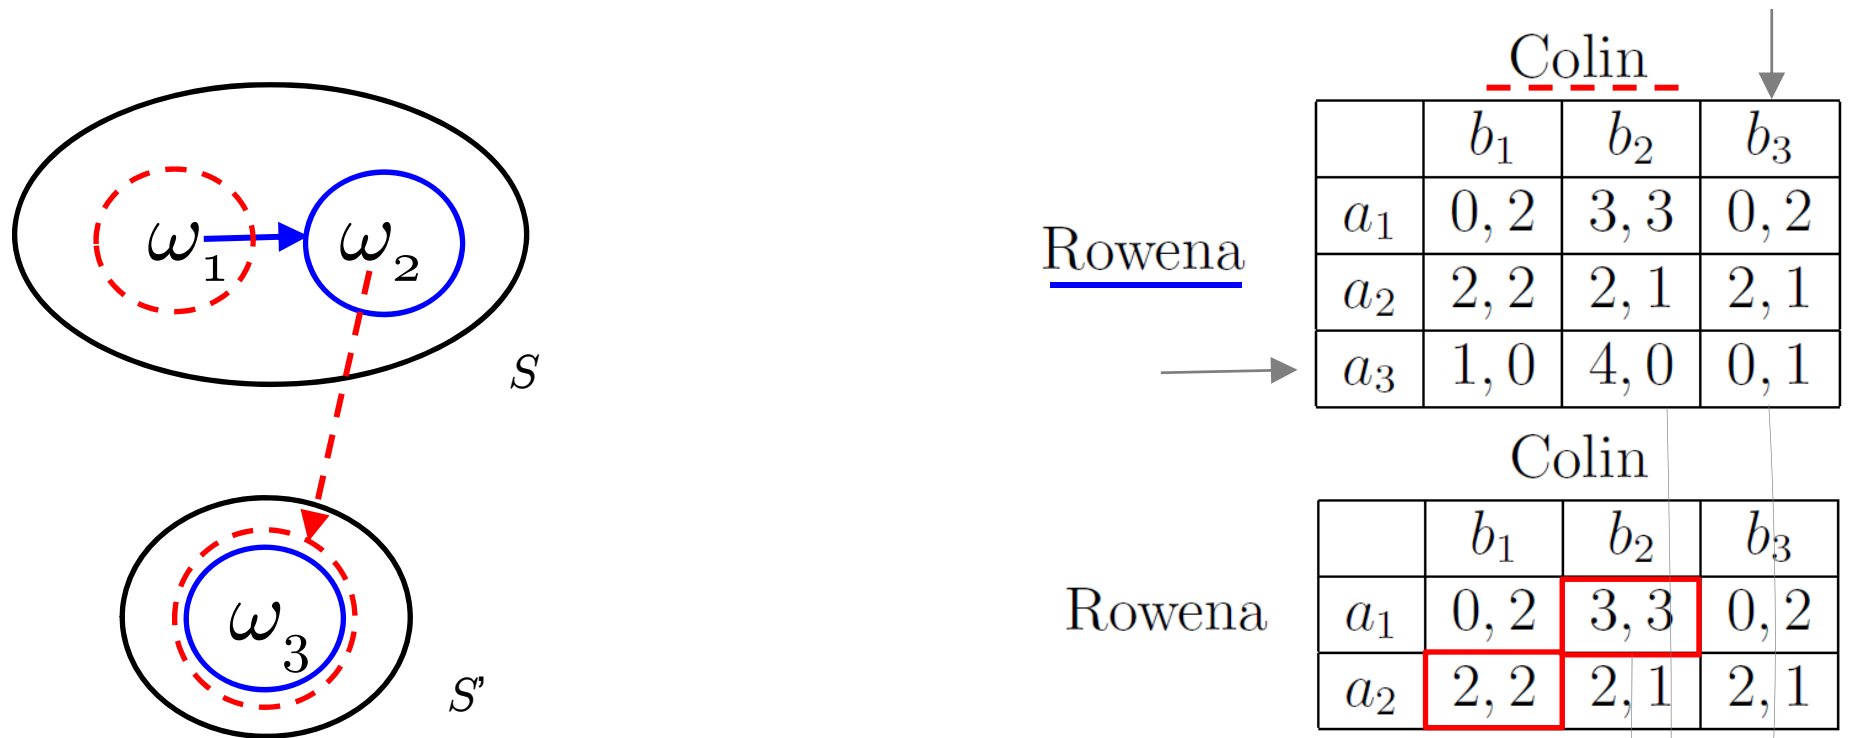 ω₁ ω₂
S
ω₃
S'
Colin
b₁ b₂ b₃
Rowena
a₁ 0, 2 3, 3 0, 2
a₂ 2, 2 2, 1 2, 1
a₃ 1, 0 4, 0 0, 1
Colin
b₁ b₂ b₃
Rowena
a₁ 0, 2 3, 3 0, 2
a₂ 2, 2 2, 1 2, 1